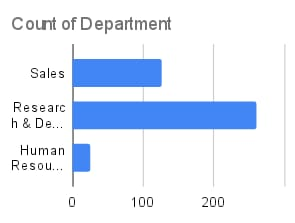 Count of Department
Sales
Researc
h & De...
Human
Resou...
0
100
200